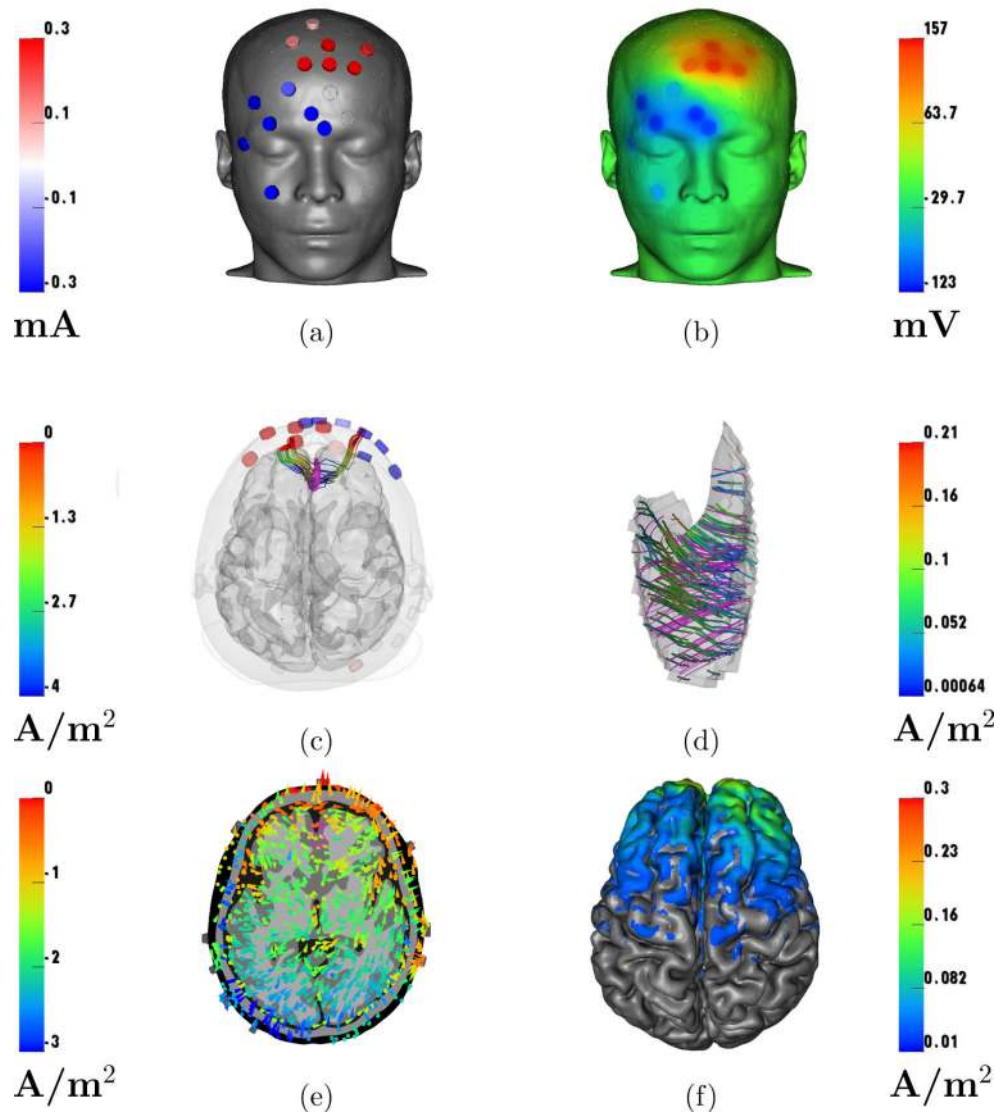 0.3
0.1
-0.1
-0.3
mA
(a)
(b)
157
63.7
-29.7
-123
mV
0
-1.3
-2.7
-4
A/m²
(c)
(d)
0.21
0.16
0.1
0.052
0.00064
A/m²
0
-1
-2
-3
A/m²
(e)
(f)
0.3
0.23
0.16
0.082
0.01
A/m²